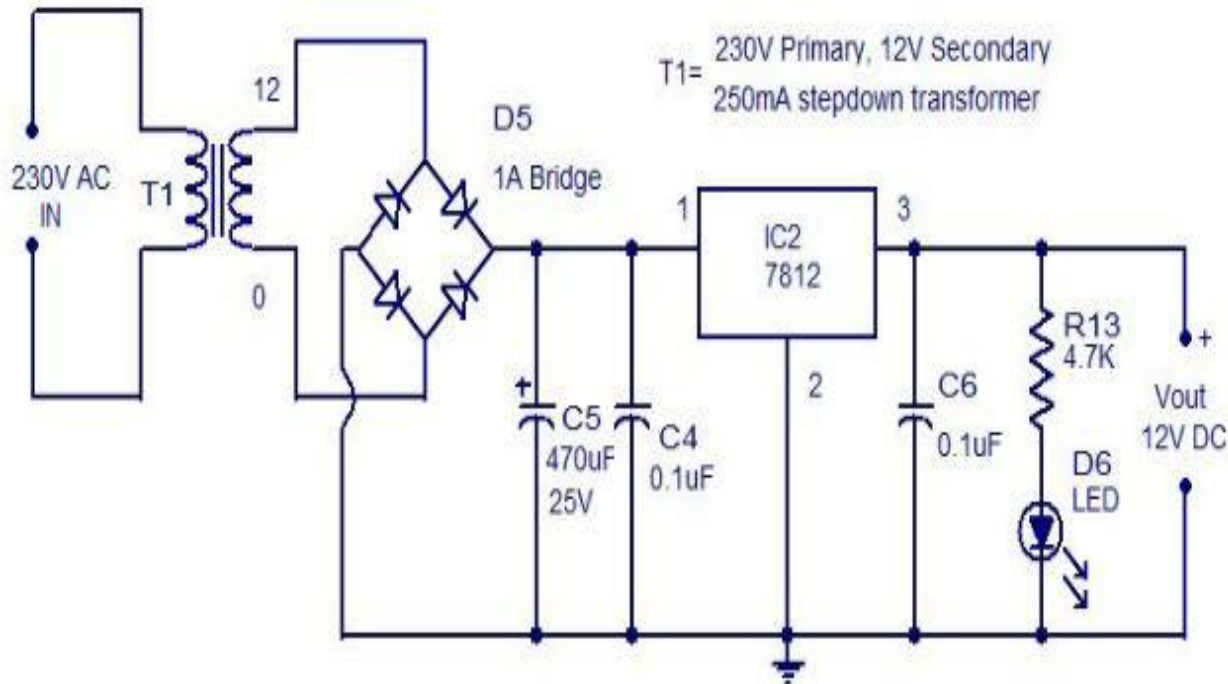 230V Primary, 12V Secondary
T1=
250mA stepdown transformer
12
D5
1A Bridge
230V AC
IN
T1
0
1
IC2
7812
3
2
+
C5
470uF
25V
C4
0.1uF
C6
0.1uF
R13
4.7K
D6
LED
+
Vout
12V DC